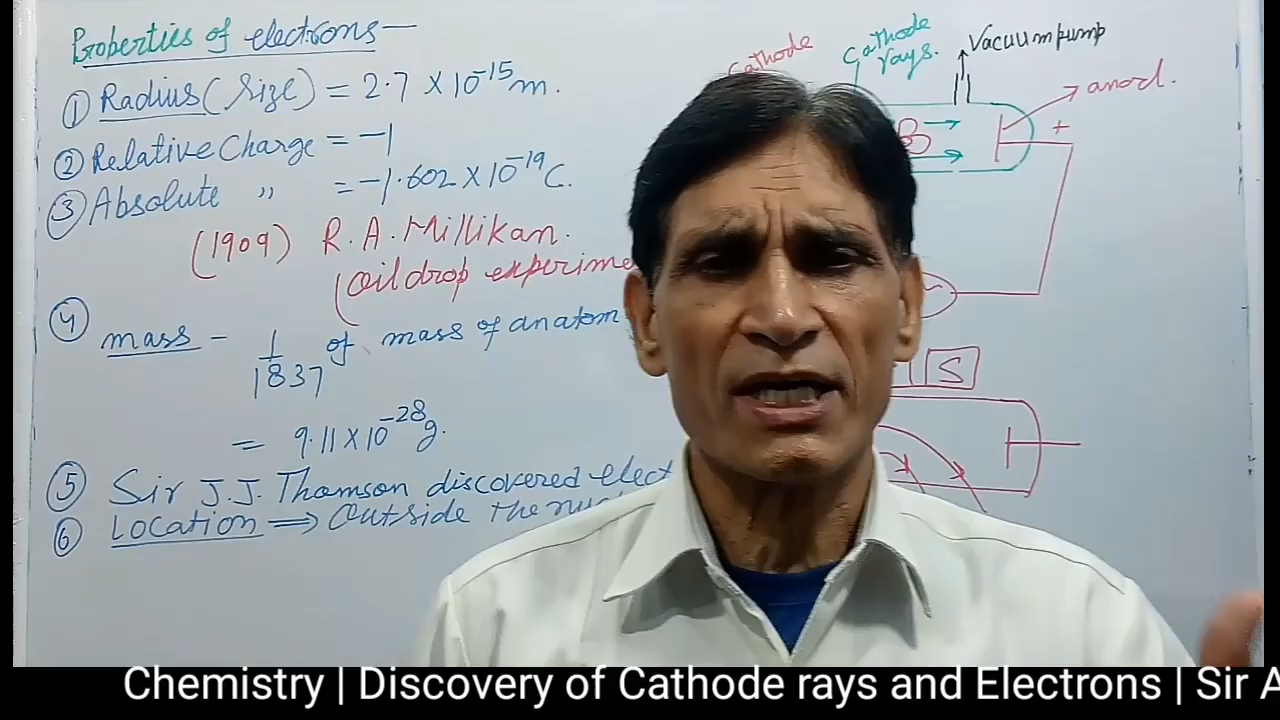 Properties of electrons—
① Radius (Size) = 2.7 × 10⁻¹⁵ m.
② Relative Charge = −1
③ Absolute „ = −1.602 × 10⁻¹⁹ C.
(1909) R. A. Millikan.
(oil drop experime
④ mass – 1/1837 of mass of an atom
= 9.11 × 10⁻²⁸ g.
⑤ Sir J.J. Thomson discovered elect
⑥ Location ⇒ Outside the nu
Cathode
Cathode rays.
Vacuum pump
anod.
+
S
Chemistry | Discovery of Cathode rays and Electrons | Sir A